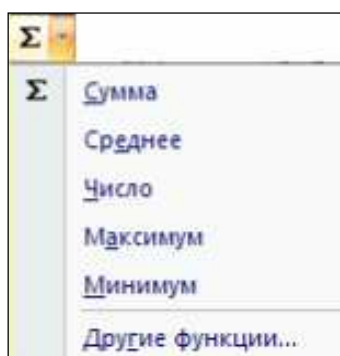 Σ
Σ Сумма
Среднее
Число
Максимум
Минимум
Другие функции...